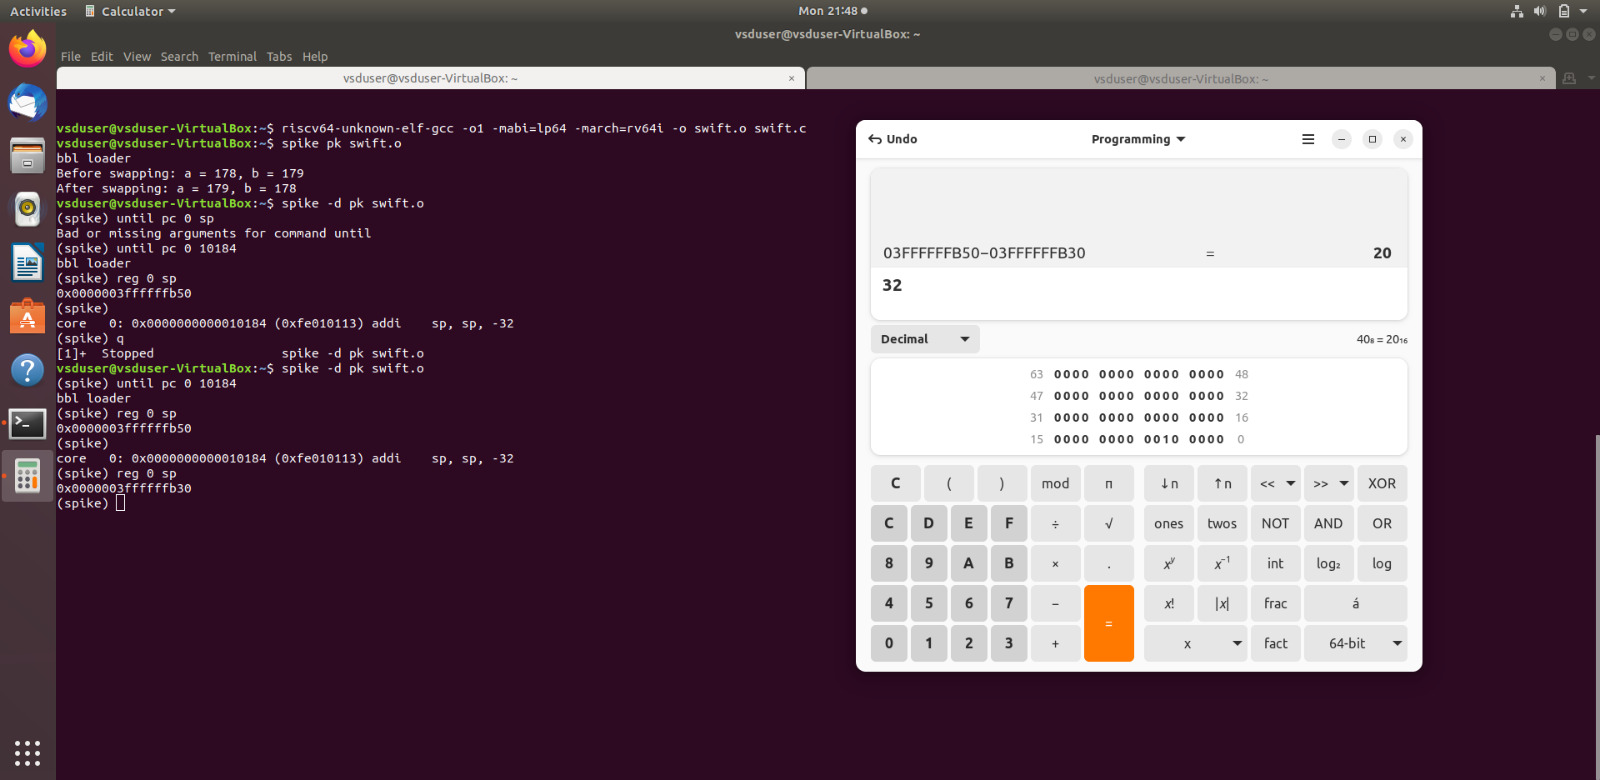 Activities Calculator Mon 21:48
vsduser@vsduser-VirtualBox: ~
File Edit View Search Terminal Tabs Help
vsduser@vsduser-VirtualBox: ~ × vsduser@vsduser-VirtualBox: ~ ×
vsduser@vsduser-VirtualBox:~$ riscv64-unknown-elf-gcc -o1 -mabi=lp64 -march=rv64i -o swift.o swift.c
vsduser@vsduser-VirtualBox:~$ spike pk swift.o
bbl loader
Before swapping: a = 178, b = 179
After swapping: a = 179, b = 178
vsduser@vsduser-VirtualBox:~$ spike -d pk swift.o
(spike) until pc 0 sp
Bad or missing arguments for command until
(spike) until pc 0 10184
bbl loader
(spike) reg 0 sp
0x0000003ffffffb50
(spike)
core   0: 0x0000000000010184 (0xfe010113) addi    sp, sp, -32
(spike) q
[1]+  Stopped                 spike -d pk swift.o
vsduser@vsduser-VirtualBox:~$ spike -d pk swift.o
(spike) until pc 0 10184
bbl loader
(spike) reg 0 sp
0x0000003ffffffb50
(spike)
core   0: 0x0000000000010184 (0xfe010113) addi    sp, sp, -32
(spike) reg 0 sp
0x0000003ffffffb30
(spike)
Undo Programming
03FFFFFFB50−03FFFFFFB30 = 20
32
Decimal 40₈ = 20₁₆
63 0000 0000 0000 0000 48
47 0000 0000 0000 0000 32
31 0000 0000 0000 0000 16
15 0000 0000 0010 0000 0
C ( ) mod π ↓n ↑n << >> XOR
C D E F ÷ √ ones twos NOT AND OR
8 9 A B × . xʸ x⁻¹ int log₂ log
4 5 6 7 − = x! |x| frac á
0 1 2 3 + x fact 64-bit